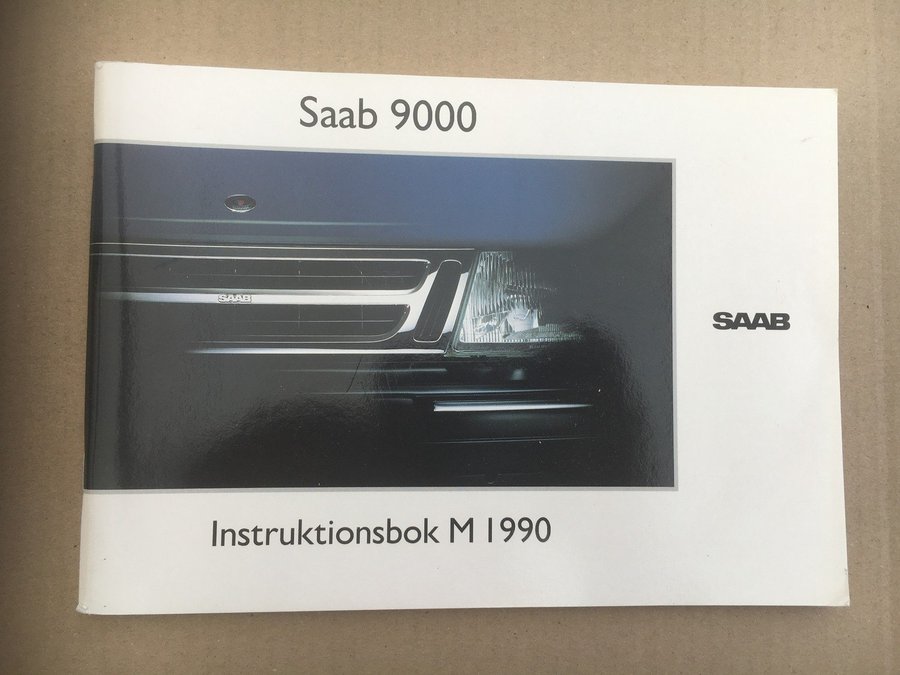 Saab 9000
SAAB
SAAB
Instruktionsbok M 1990